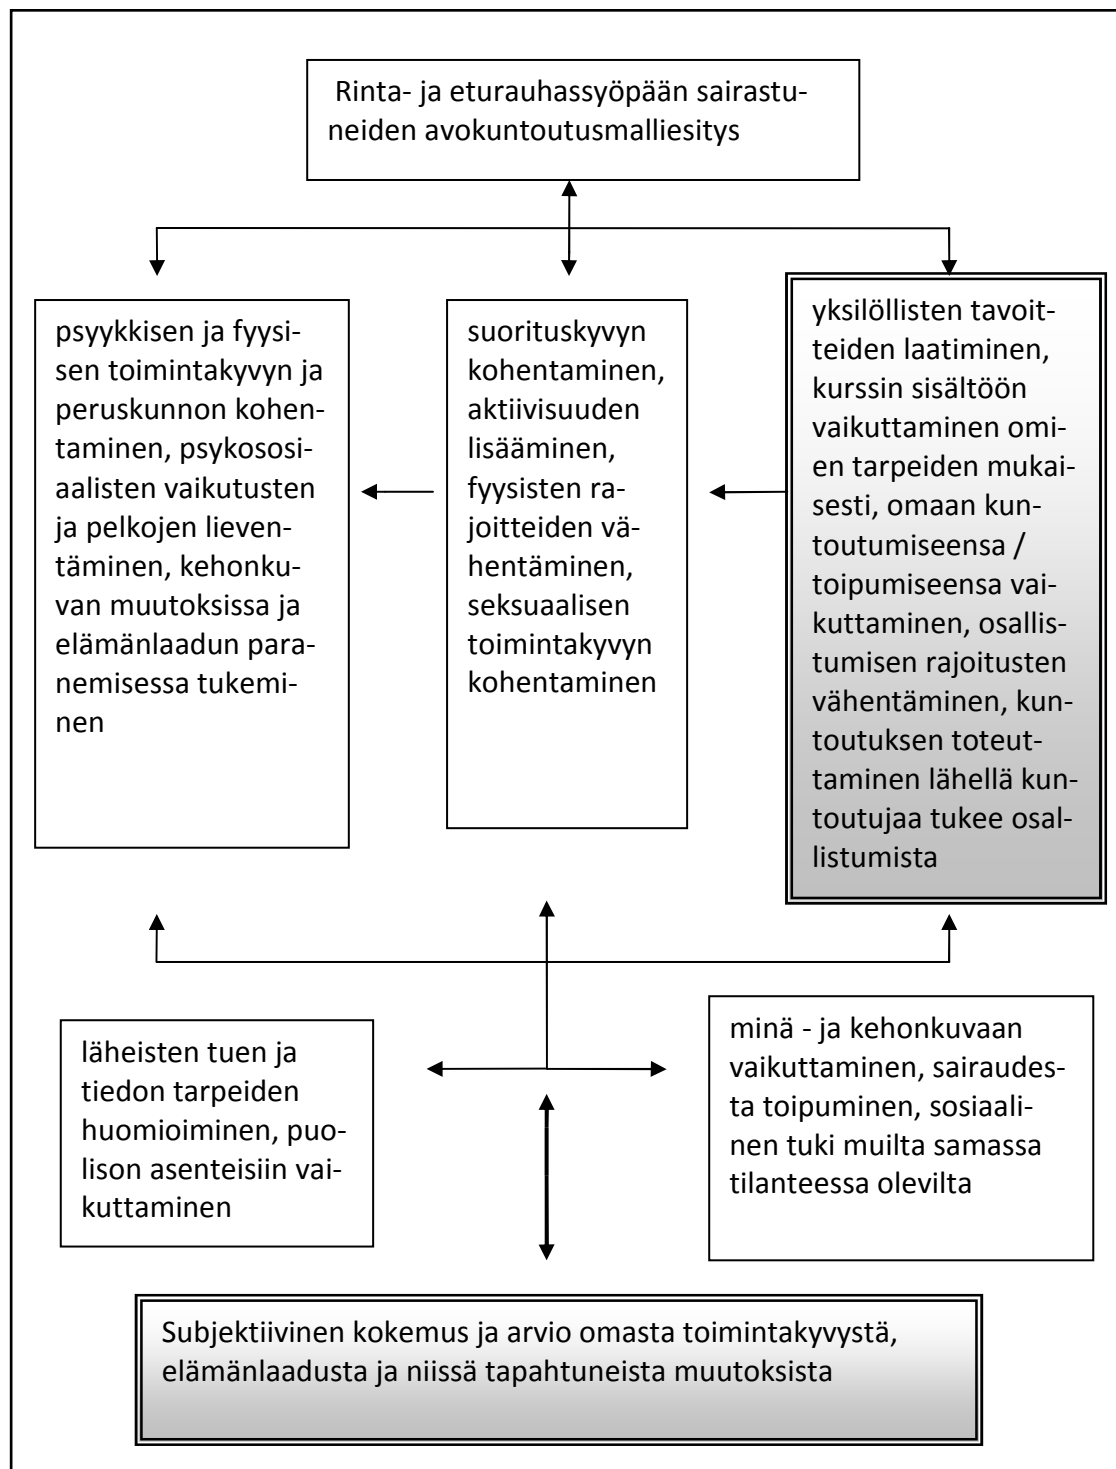 Rinta- ja eturauhassyöpään sairastu-
neiden avokuntoutusmalliesitys
psyykkisen ja fyysi-
sen toimintakyvyn ja
peruskunnon kohen-
taminen, psykososi-
aalisten vaikutusten
ja pelkojen lieven-
täminen, kehonku-
van muutoksissa ja
elämänlaadun para-
nemisessa tukemi-
nen
suorituskyvyn
kohentaminen,
aktiivisuuden
lisääminen,
fyysisten ra-
joitteiden vä-
hentäminen,
seksuaalisen
toimintakyvyn
kohentaminen
yksilöllisten tavoit-
teiden laatiminen,
kurssin sisältöön
vaikuttaminen omi-
en tarpeiden mukai-
sesti, omaan kun-
toutumiseensa /
toipumiseensa vai-
kuttaminen, osallis-
tumisen rajoitusten
vähentäminen, kun-
toutuksen toteut-
taminen lähellä kun-
toutujaa tukee osal-
listumista
läheisten tuen ja
tiedon tarpeiden
huomioiminen, puo-
lison asenteisiin vai-
kuttaminen
minä - ja kehonkuvaan
vaikuttaminen, sairaudes-
ta toipuminen, sosiaali-
nen tuki muilta samassa
tilanteessa olevilta
Subjektiivinen kokemus ja arvio omasta toimintakyvystä,
elämänlaadusta ja niissä tapahtuneista muutoksista